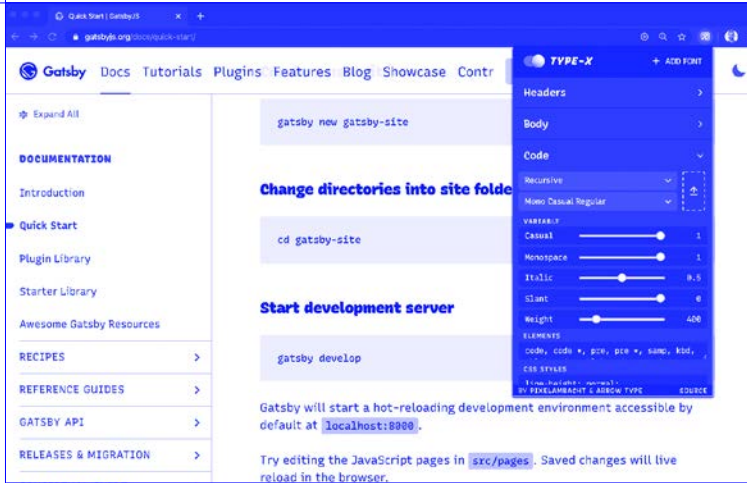 Quick Start | GatsbyJS
gatsbyjs.org/docs/quick-start/
Gatsby Docs Tutorials Plugins Features Blog Showcase Contr
Expand All
DOCUMENTATION
Introduction
Quick Start
Plugin Library
Starter Library
Awesome Gatsby Resources
RECIPES
REFERENCE GUIDES
GATSBY API
RELEASES & MIGRATION
gatsby new gatsby-site
Change directories into site folde
cd gatsby-site
Start development server
gatsby develop
Gatsby will start a hot-reloading development environment accessible by
default at localhost:8000.
Try editing the JavaScript pages in src/pages. Saved changes will live
reload in the browser.
TYPE-X + ADD FONT
Headers
Body
Code
Recursive
Mono Casual Regular
VARIABLY
Casual 1
Monospace 1
Italic 0.5
Slant 0
Weight 400
ELEMENTS
code, code *, pre, pre *, samp, kbd,
CSS STYLES
line-height: normal;
BY PIXELAMBACHT & ARROW TYPE SOURCE